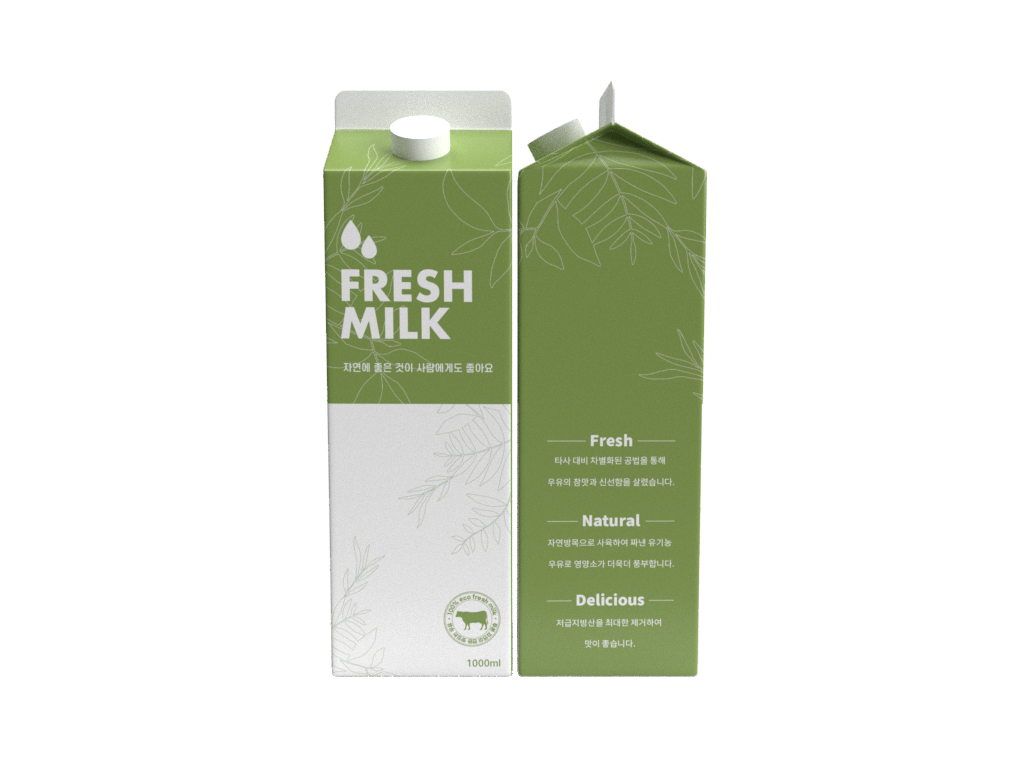 FRESH
MILK
자연에 좋은 것이 사람에게도 좋아요
100% eco fresh milk
1000ml
Fresh
타사 대비 차별화된 공법을 통해
우유의 참맛과 신선함을 살렸습니다.
Natural
자연방목으로 사육하여 짜낸 유기농
우유로 영양소가 더욱더 풍부합니다.
Delicious
저급지방산을 최대한 제거하여
맛이 좋습니다.